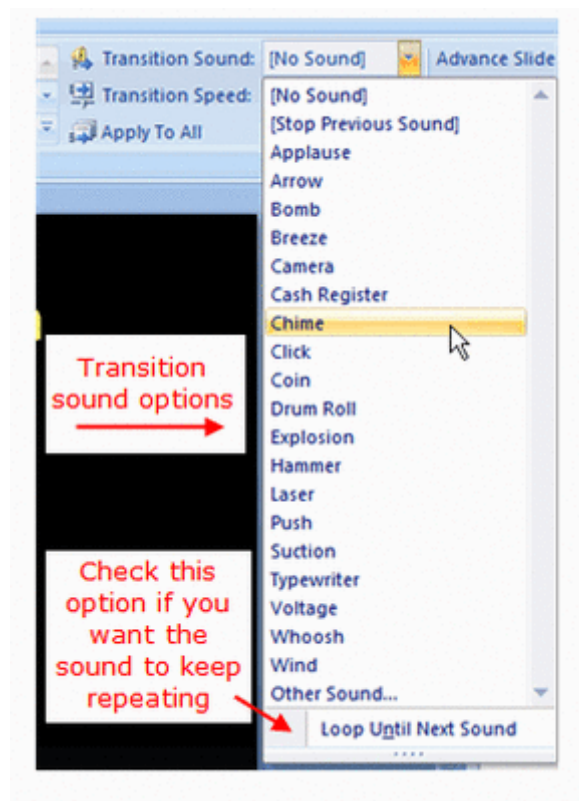 Transition Sound: [No Sound] Advance Slide
Transition Speed:
Apply To All
[No Sound]
[Stop Previous Sound]
Applause
Arrow
Bomb
Breeze
Camera
Cash Register
Chime
Click
Coin
Drum Roll
Explosion
Hammer
Laser
Push
Suction
Typewriter
Voltage
Whoosh
Wind
Other Sound...
Loop Until Next Sound
Transition
sound options
Check this
option if you
want the
sound to keep
repeating